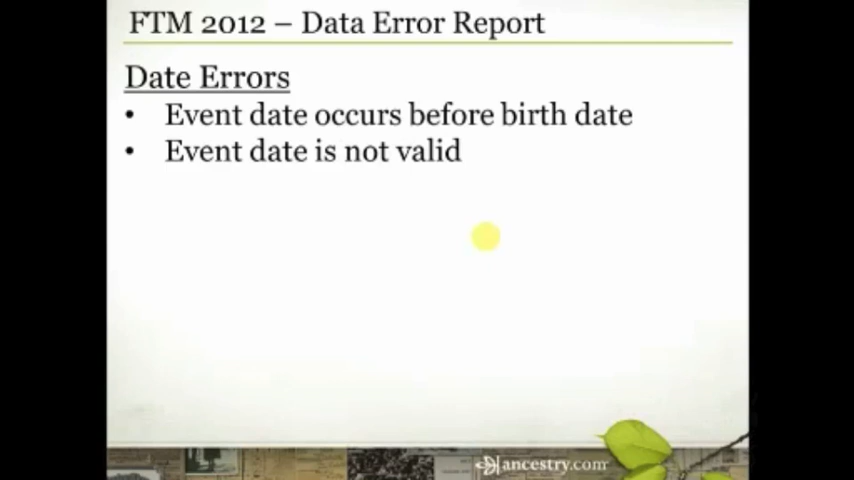 FTM 2012 – Data Error Report
Date Errors
• Event date occurs before birth date
• Event date is not valid
ancestry.com